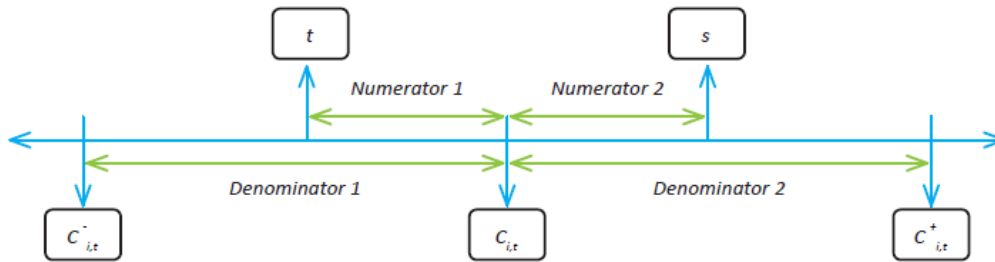 t s
Numerator 1 Numerator 2
Denominator 1 Denominator 2
C⁻i,t Ci,t C⁺i,t